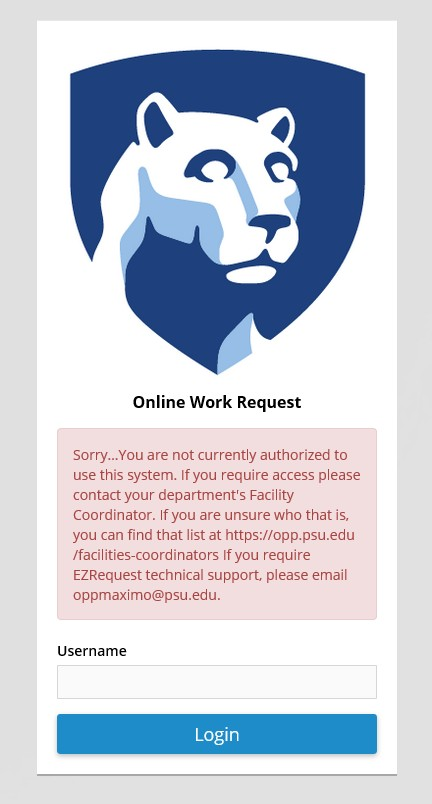 Online Work Request
Sorry...You are not currently authorized to
use this system. If you require access please
contact your department's Facility
Coordinator. If you are unsure who that is,
you can find that list at https://opp.psu.edu
/facilities-coordinators If you require
EZRequest technical support, please email
oppmaximo@psu.edu.
Username
Login